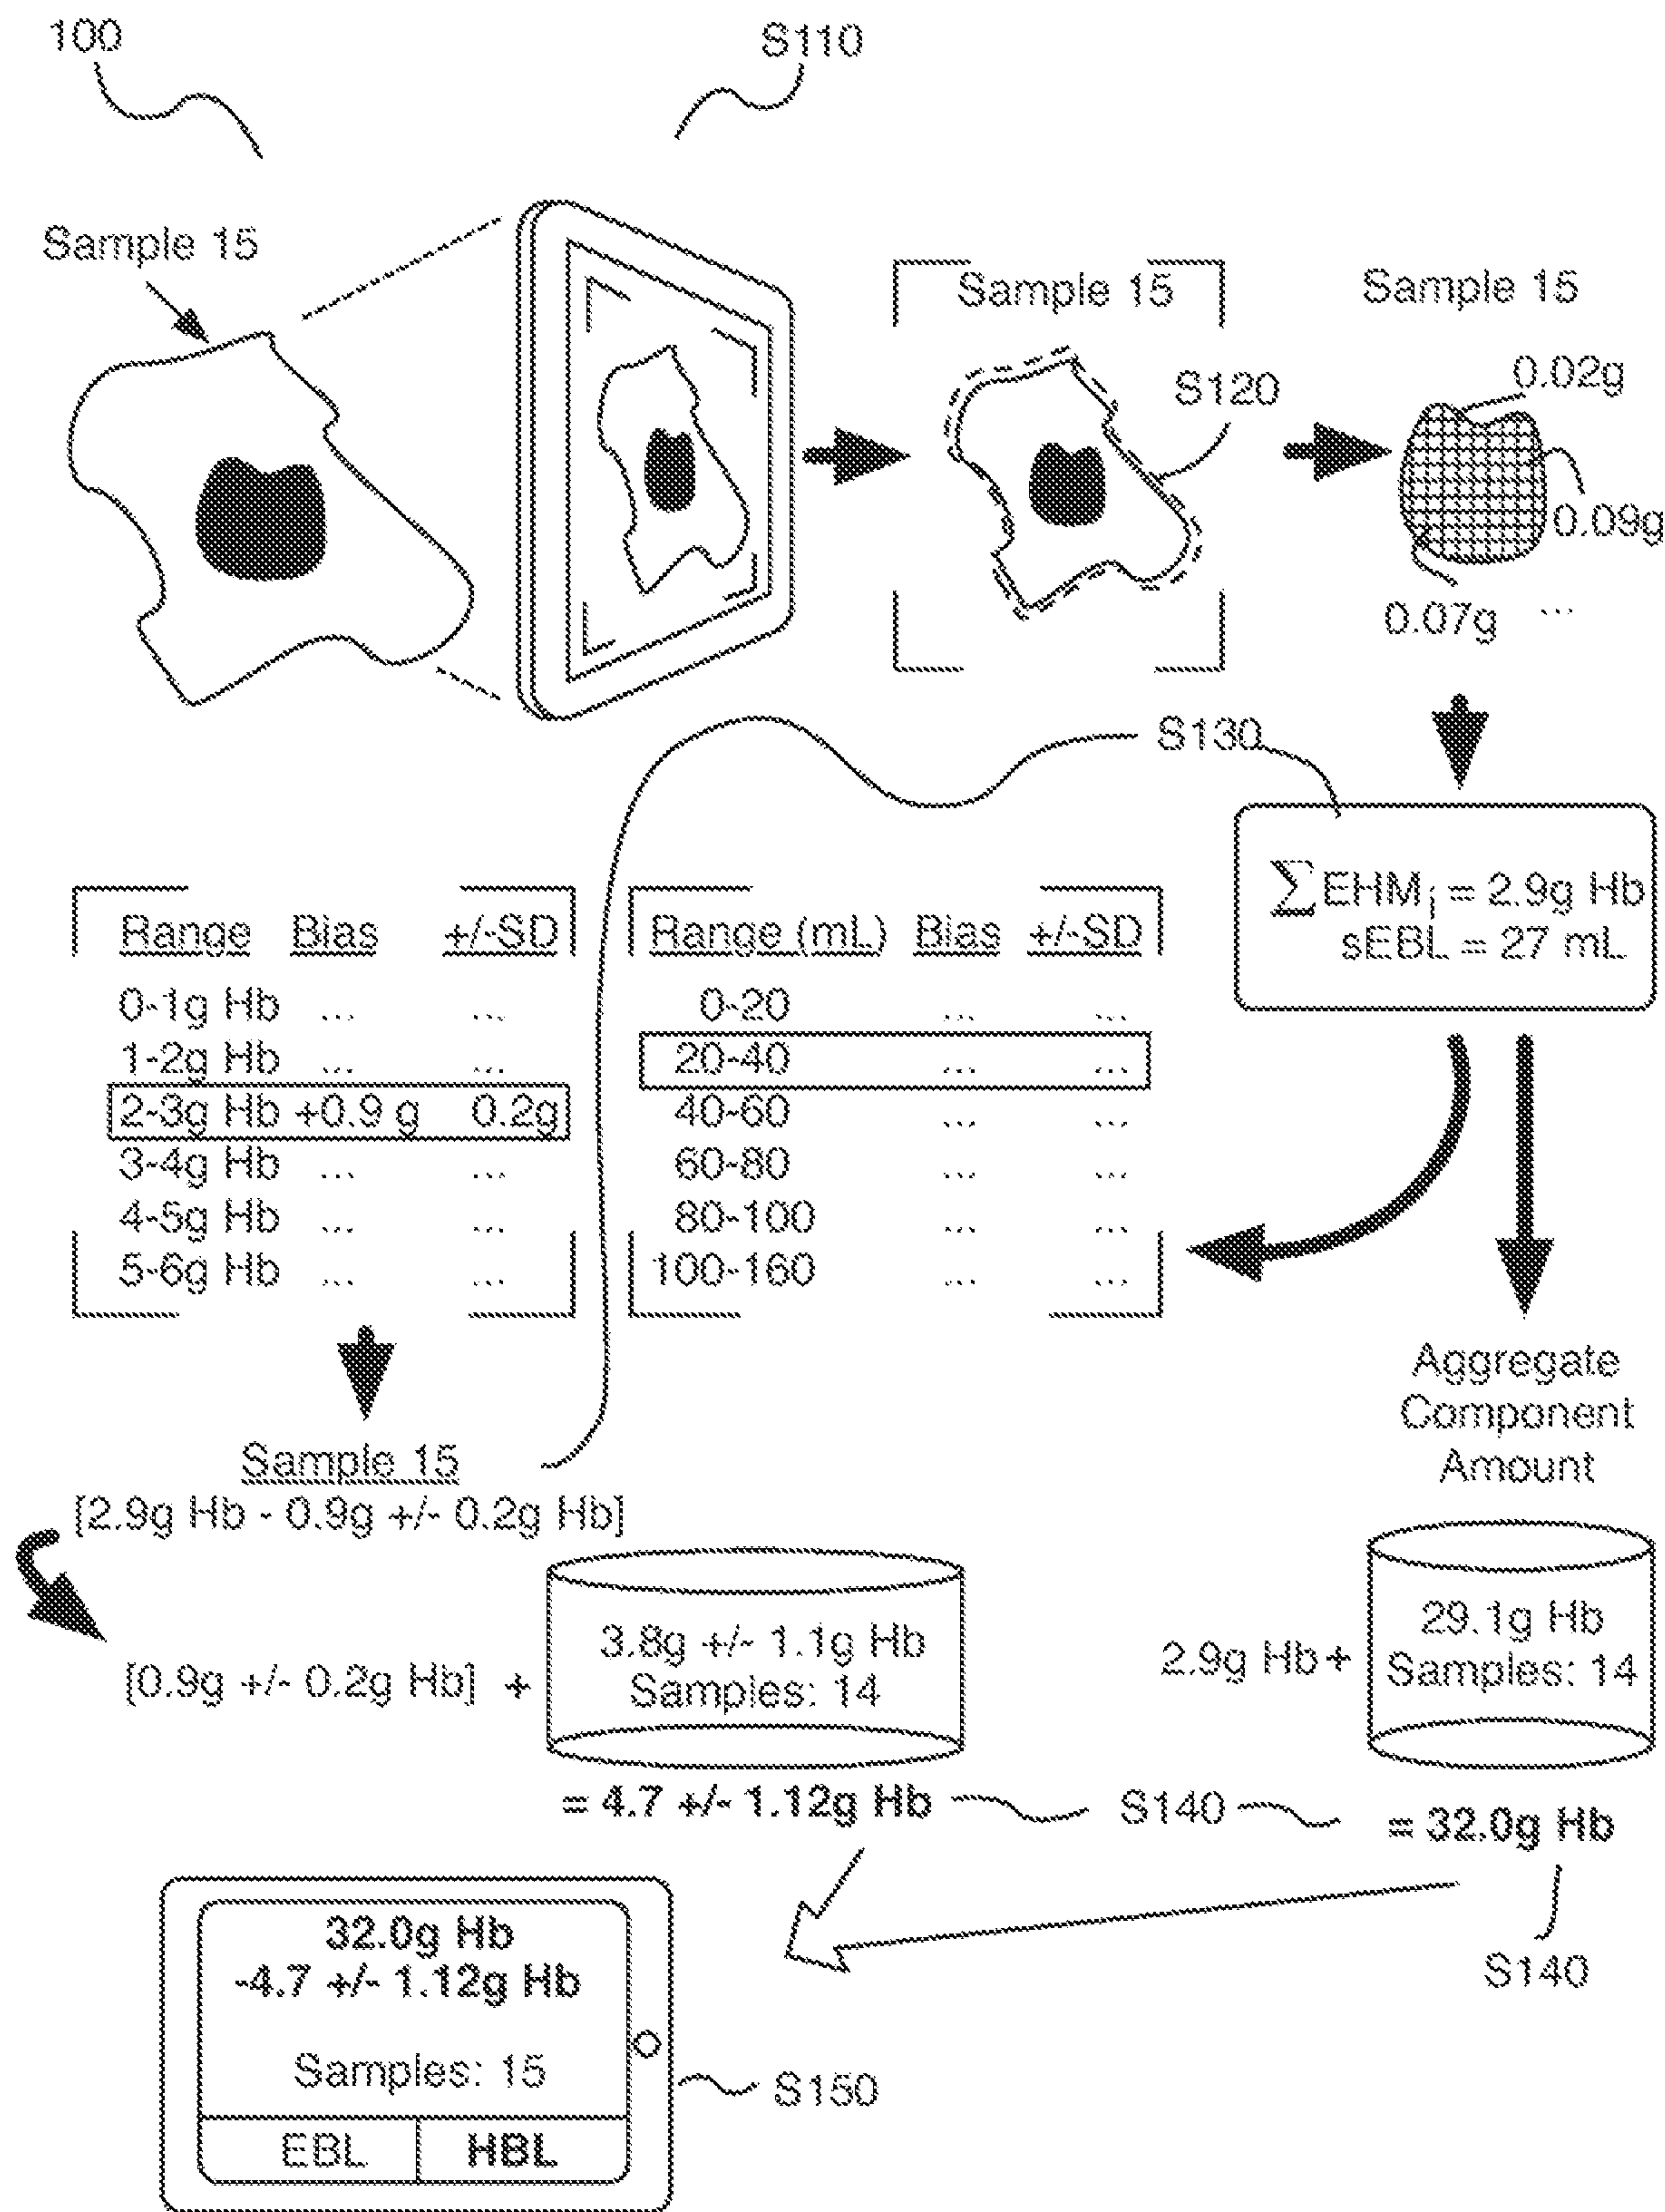 100
S110
Sample 15
Sample 15
Sample 15
S120
0.02g
0.09g
0.07g ...
S130
∑EHMi = 2.9g Hb
sEBL = 27 mL
Range Bias +/-SD
0-1g Hb ... ...
1-2g Hb ... ...
2-3g Hb +0.9 g 0.2g
3-4g Hb ... ...
4-5g Hb ... ...
5-6g Hb ... ...
Range (mL) Bias +/-SD
0-20 ... ...
20-40 ... ...
40-60 ... ...
60-80 ... ...
80-100 ... ...
100-160 ... ...
Aggregate
Component
Amount
Sample 15
[2.9g Hb - 0.9g +/- 0.2g Hb]
[0.9g +/- 0.2g Hb] +
3.8g +/- 1.1g Hb
Samples: 14
= 4.7 +/- 1.12g Hb
2.9g Hb+
29.1g Hb
Samples: 14
= 32.0g Hb
S140
S140
32.0g Hb
-4.7 +/- 1.12g Hb
Samples: 15
EBL HBL
S150